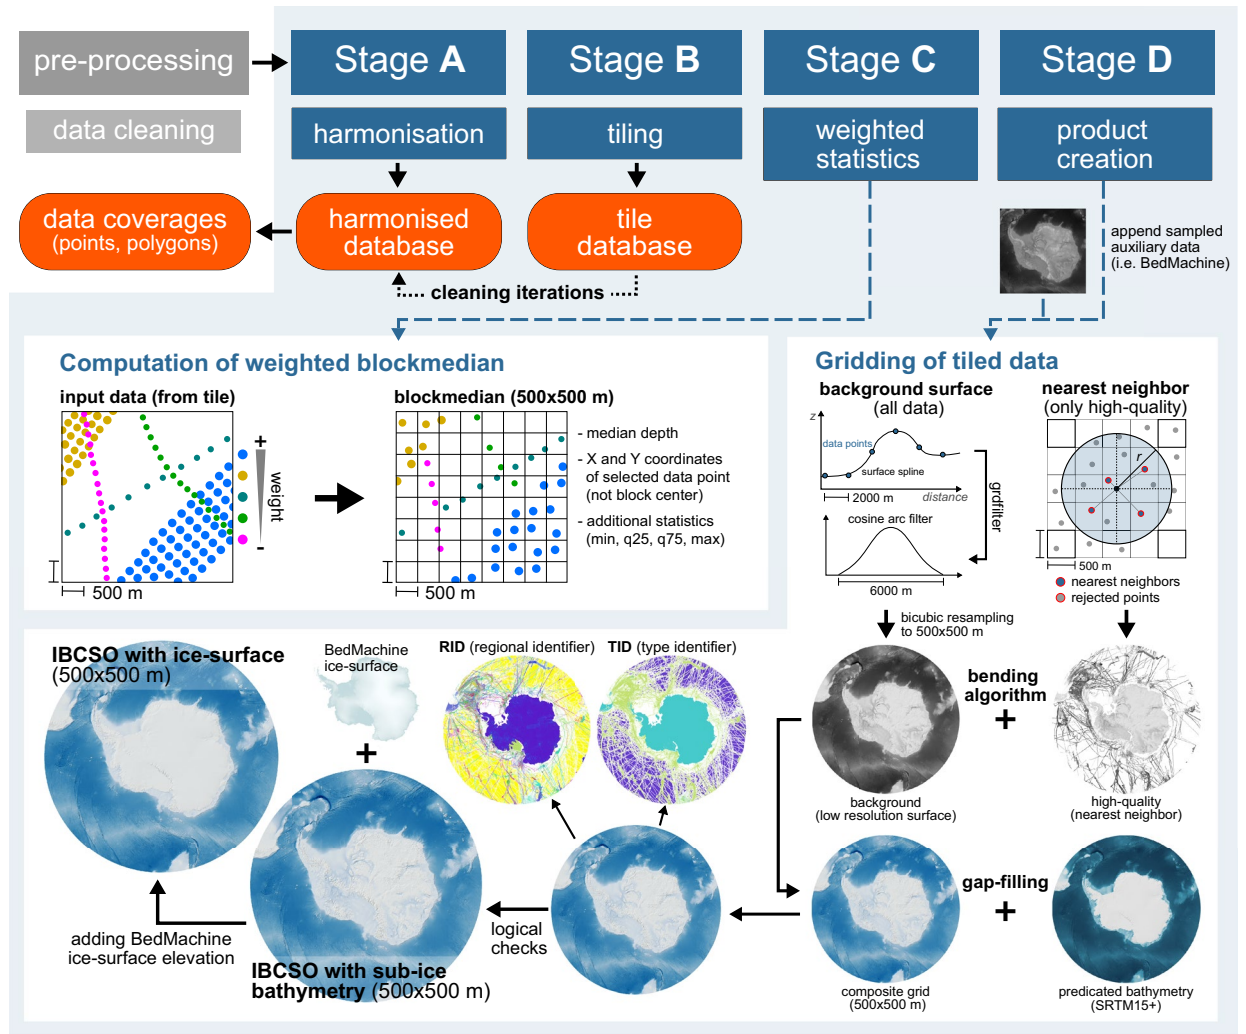 pre-processing
Stage A
Stage B
Stage C
Stage D
data cleaning
harmonisation
tiling
weighted
statistics
product
creation
data coverages
(points, polygons)
harmonised
database
tile
database
append sampled
auxiliary data
(i.e. BedMachine)
cleaning iterations
Computation of weighted blockmedian
input data (from tile)
+
weight
-
500 m
blockmedian (500x500 m)
- median depth
- X and Y coordinates
of selected data point
(not block center)
- additional statistics
(min, q25, q75, max)
500 m
Gridding of tiled data
background surface
(all data)
z
data points
surface spline
2000 m
distance
cosine arc filter
6000 m
grdfilter
nearest neighbor
(only high-quality)
r
500 m
nearest neighbors
rejected points
bicubic resampling
to 500x500 m
bending
algorithm
+
background
(low resolution surface)
high-quality
(nearest neighbor)
gap-filling
+
composite grid
(500x500 m)
predicated bathymetry
(SRTM15+)
IBCSO with ice-surface
(500x500 m)
BedMachine
ice-surface
+
RID (regional identifier)
TID (type identifier)
logical
checks
adding BedMachine
ice-surface elevation
IBCSO with sub-ice
bathymetry (500x500 m)